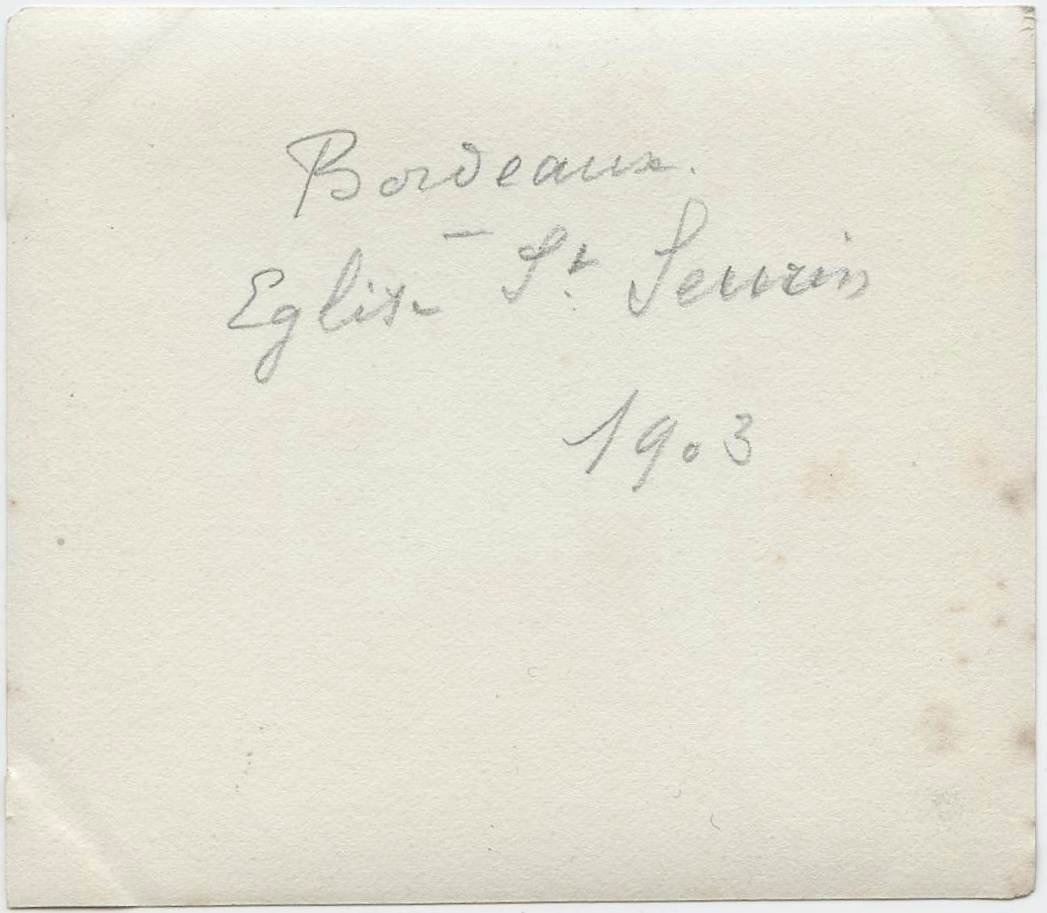 Bordeaux.
—
Eglise St. Seurin
1903